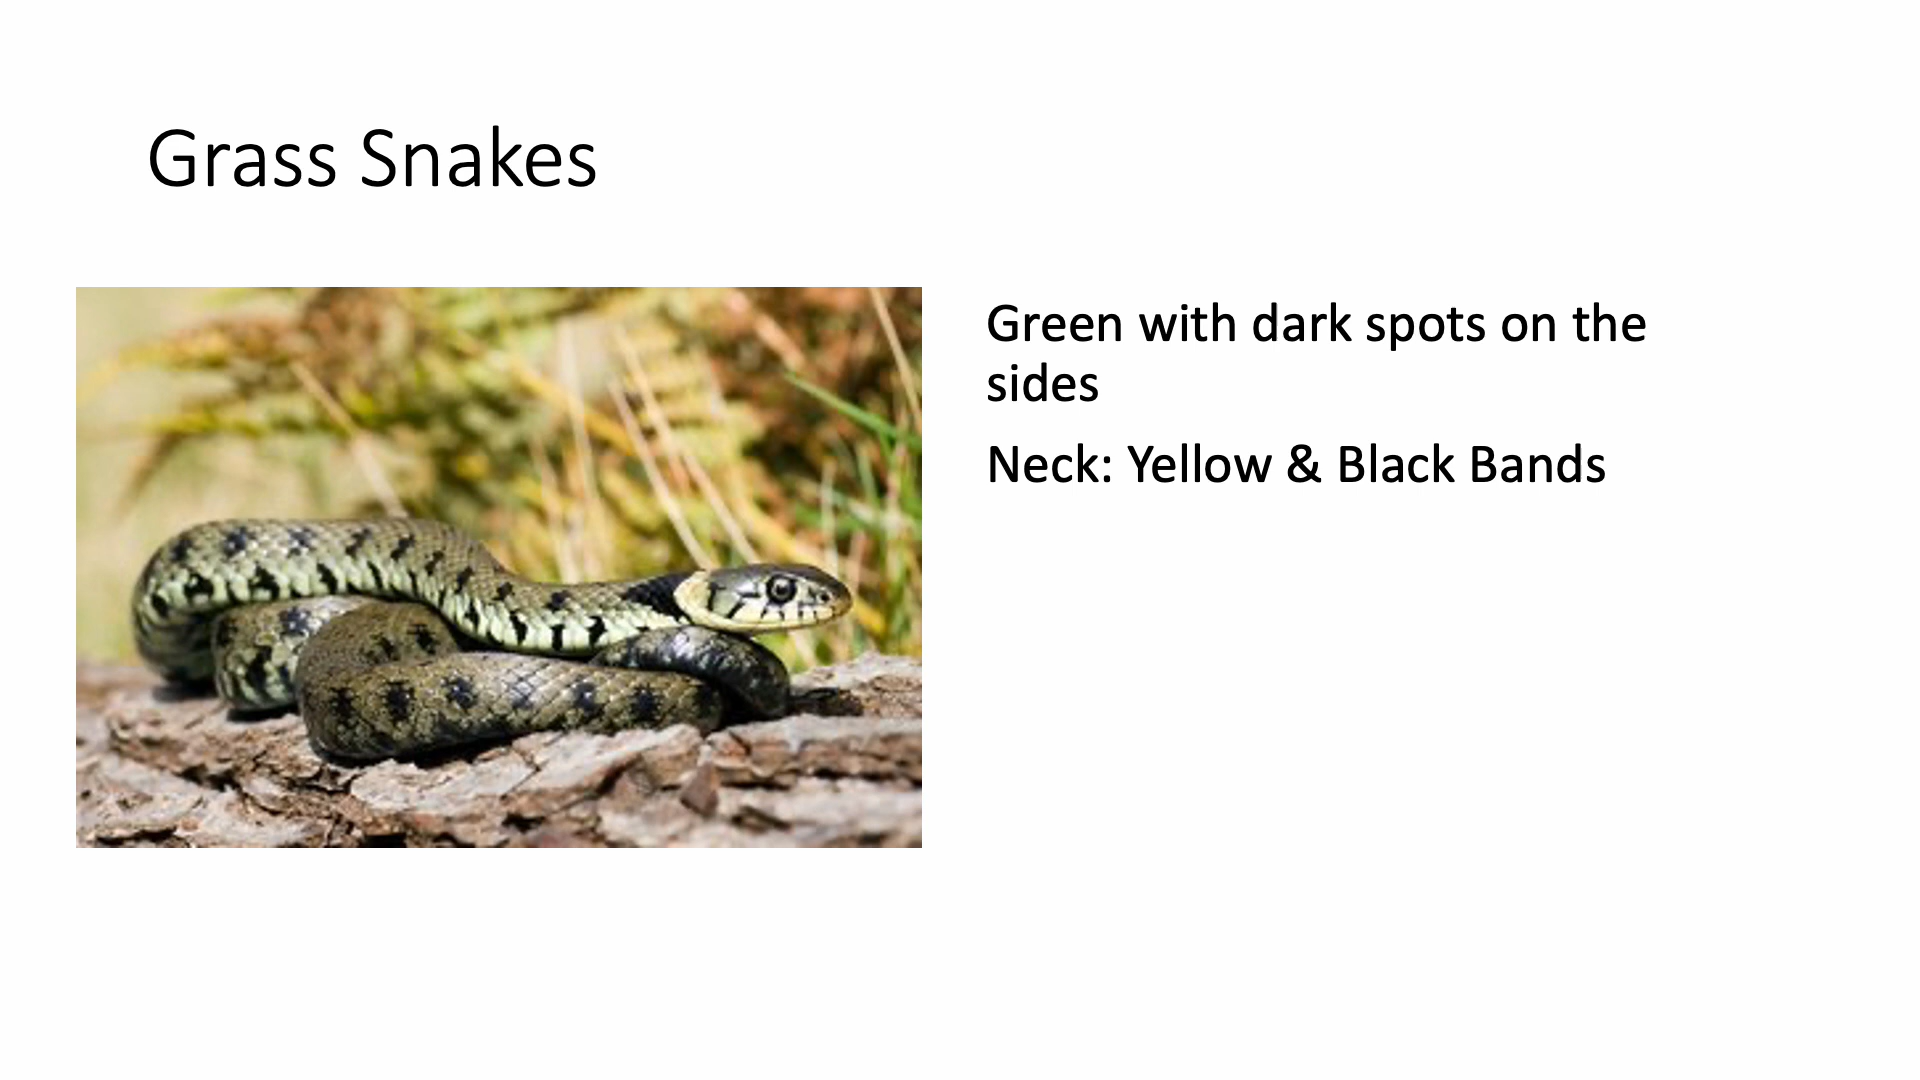 Grass Snakes
Green with dark spots on the
sides
Neck: Yellow & Black Bands